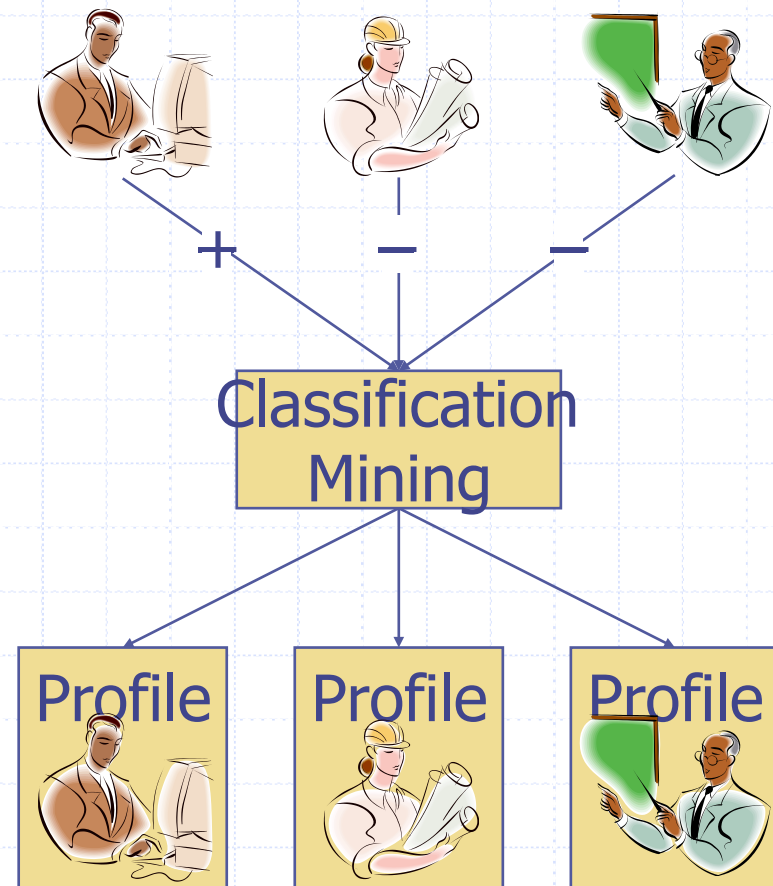 + – –
Classification
Mining
Profile Profile Profile